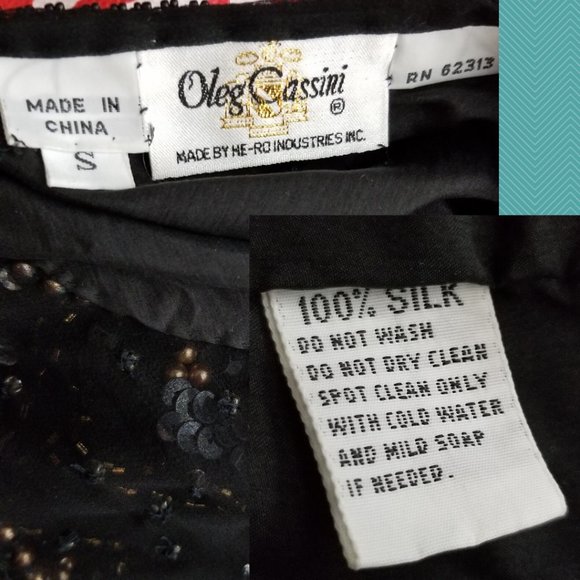 MADE IN
CHINA
S
Oleg Cassini ®
MADE BY HE-RO INDUSTRIES INC.
RN 62313
100% SILK
DO NOT WASH
DO NOT DRY CLEAN
SPOT CLEAN ONLY
WITH COLD WATER
AND MILD SOAP
IF NEEDED.